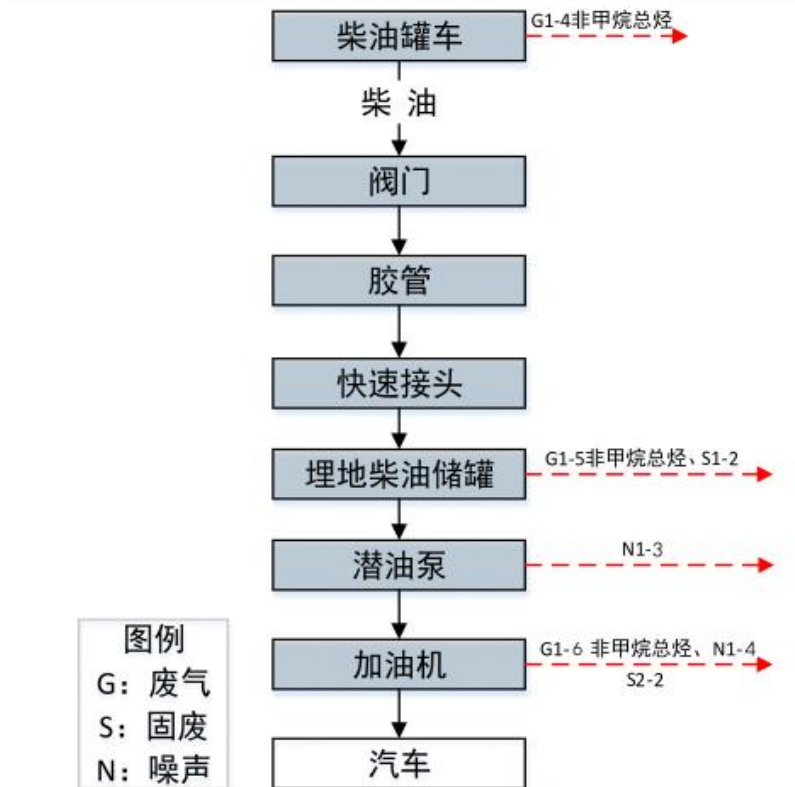 柴油罐车
G1-4非甲烷总烃
柴 油
阀门
胶管
快速接头
埋地柴油储罐
G1-5非甲烷总烃、S1-2
潜油泵
N1-3
加油机
G1-6 非甲烷总烃、N1-4
S2-2
汽车
图例
G：废气
S：固废
N：噪声